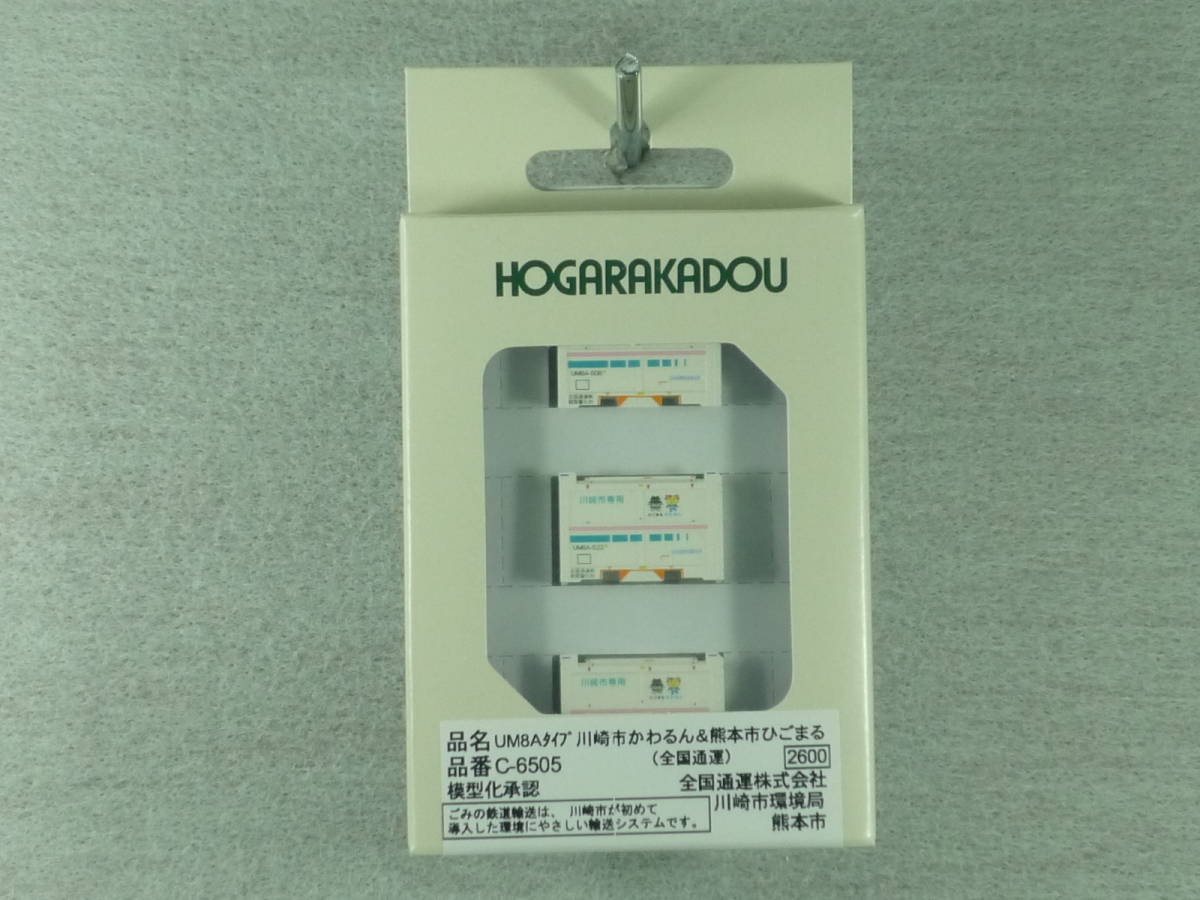 HOGARAKADOU
川崎市専用
UM8A-522
川崎市専用
品名 UM8Aﾀｲﾌﾟ 川崎市かわるん&熊本市ひごまる
(全国通運) 2600
品番 C-6505
模型化承認 全国通運株式会社
川崎市環境局
熊本市
ごみの鉄道輸送は、川崎市が初めて
導入した環境にやさしい輸送システムです。